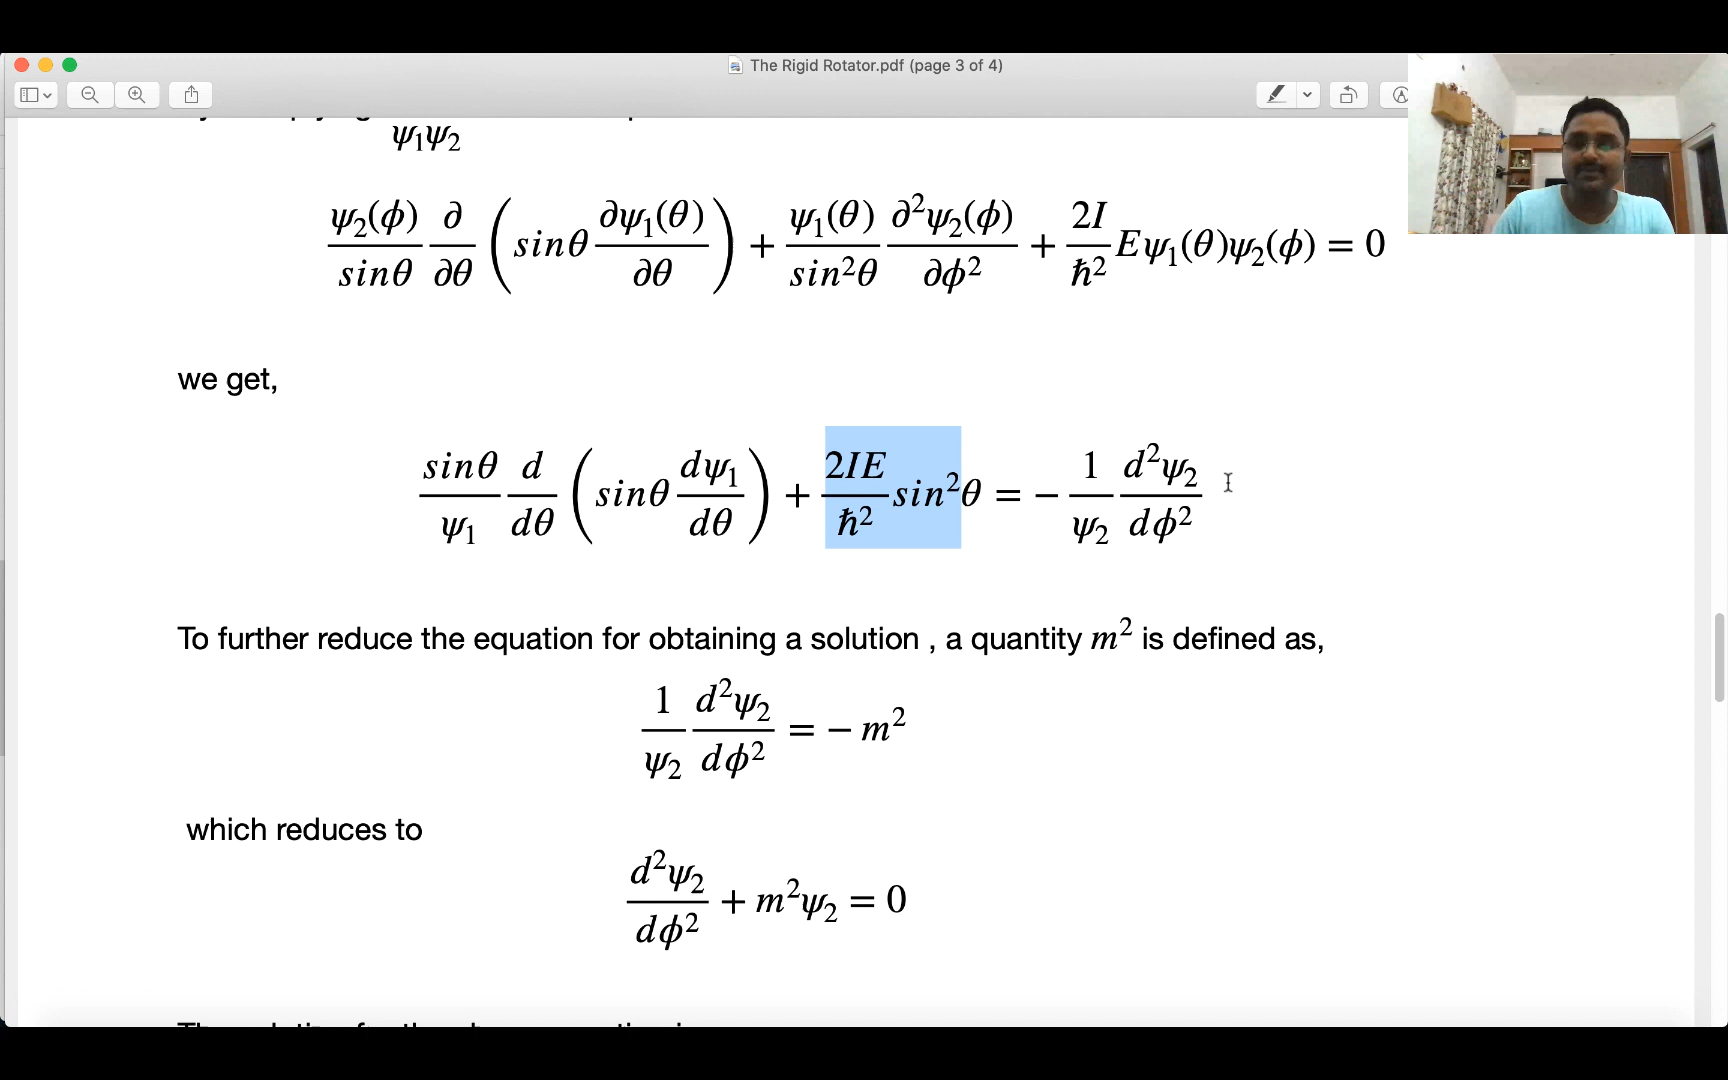 The Rigid Rotator.pdf (page 3 of 4)
ψ₁ψ₂
ψ₂(ϕ)/sinθ ∂/∂θ (sinθ ∂ψ₁(θ)/∂θ) + ψ₁(θ)/sin²θ ∂²ψ₂(ϕ)/∂ϕ² + 2I/ℏ² Eψ₁(θ)ψ₂(ϕ) = 0
we get,
sinθ/ψ₁ d/dθ (sinθ dψ₁/dθ) + 2IE/ℏ² sin²θ = − 1/ψ₂ d²ψ₂/dϕ²
To further reduce the equation for obtaining a solution , a quantity m² is defined as,
1/ψ₂ d²ψ₂/dϕ² = − m²
which reduces to
d²ψ₂/dϕ² + m²ψ₂ = 0